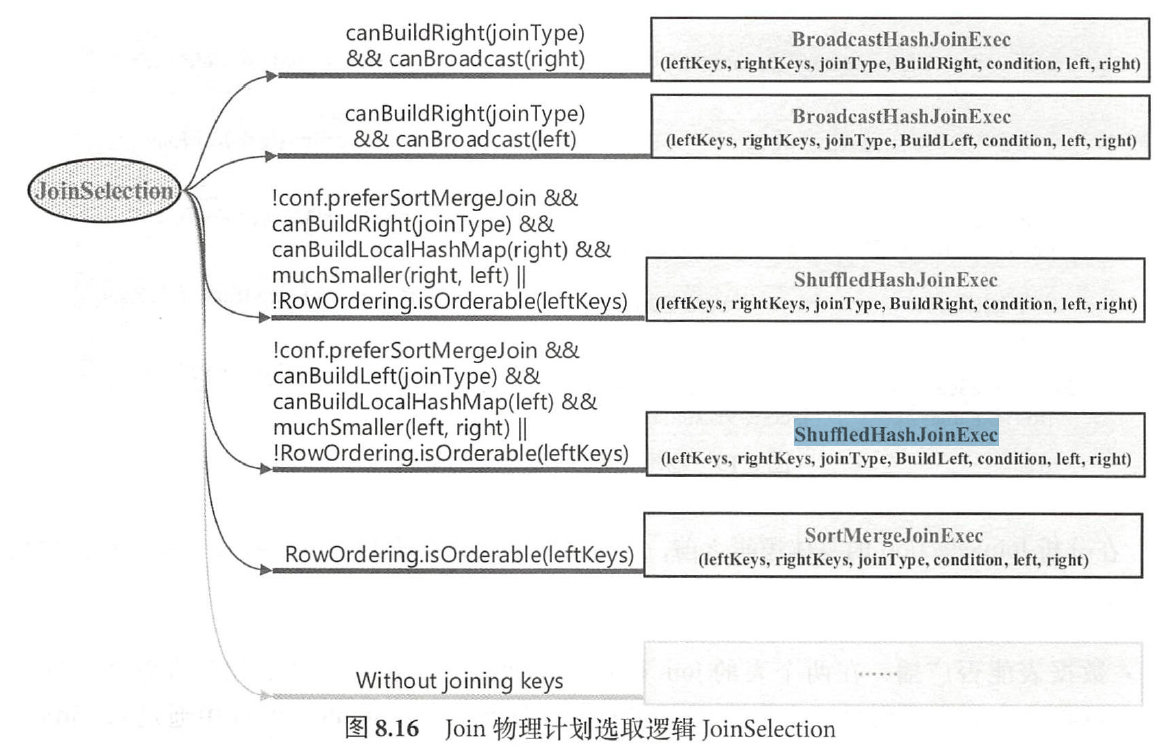 canBuildRight(joinType)
&& canBroadcast(right)
BroadcastHashJoinExec
(leftKeys, rightKeys, joinType, BuildRight, condition, left, right)
canBuildRight(joinType)
&& canBroadcast(left)
BroadcastHashJoinExec
(leftKeys, rightKeys, joinType, BuildLeft, condition, left, right)
JoinSelection
!conf.preferSortMergeJoin &&
canBuildRight(joinType) &&
canBuildLocalHashMap(right) &&
muchSmaller(right, left) ||
!RowOrdering.isOrderable(leftKeys)
ShuffledHashJoinExec
(leftKeys, rightKeys, joinType, BuildRight, condition, left, right)
!conf.preferSortMergeJoin &&
canBuildLeft(joinType) &&
canBuildLocalHashMap(left) &&
muchSmaller(left, right) ||
!RowOrdering.isOrderable(leftKeys)
ShuffledHashJoinExec
(leftKeys, rightKeys, joinType, BuildLeft, condition, left, right)
RowOrdering.isOrderable(leftKeys)
SortMergeJoinExec
(leftKeys, rightKeys, joinType, condition, left, right)
Without joining keys
......
图 8.16 Join 物理计划选取逻辑 JoinSelection